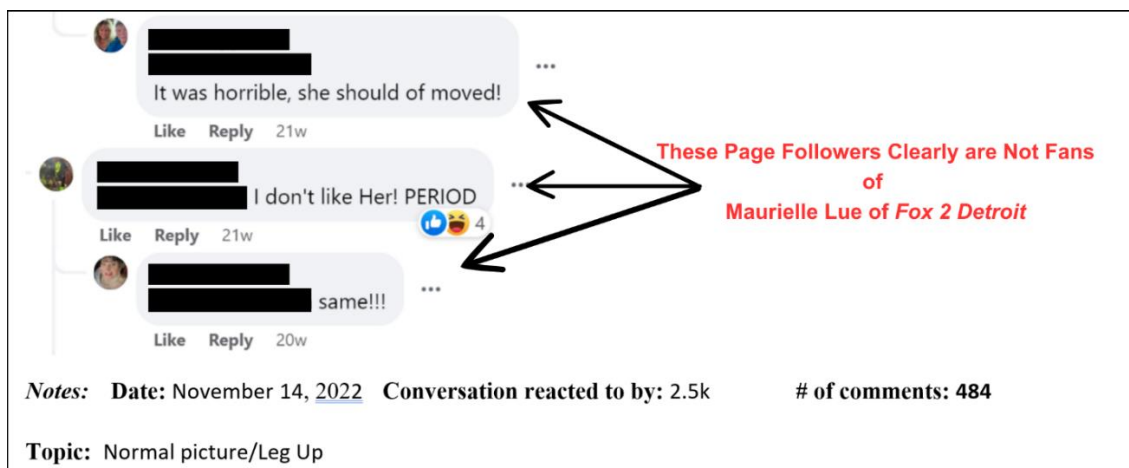 It was horrible, she should of moved!
Like Reply 21w
These Page Followers Clearly are Not Fans
of
Maurielle Lue of Fox 2 Detroit
I don't like Her! PERIOD
4
Like Reply 21w
same!!!
Like Reply 20w
Notes: Date: November 14, 2022 Conversation reacted to by: 2.5k # of comments: 484
Topic: Normal picture/Leg Up